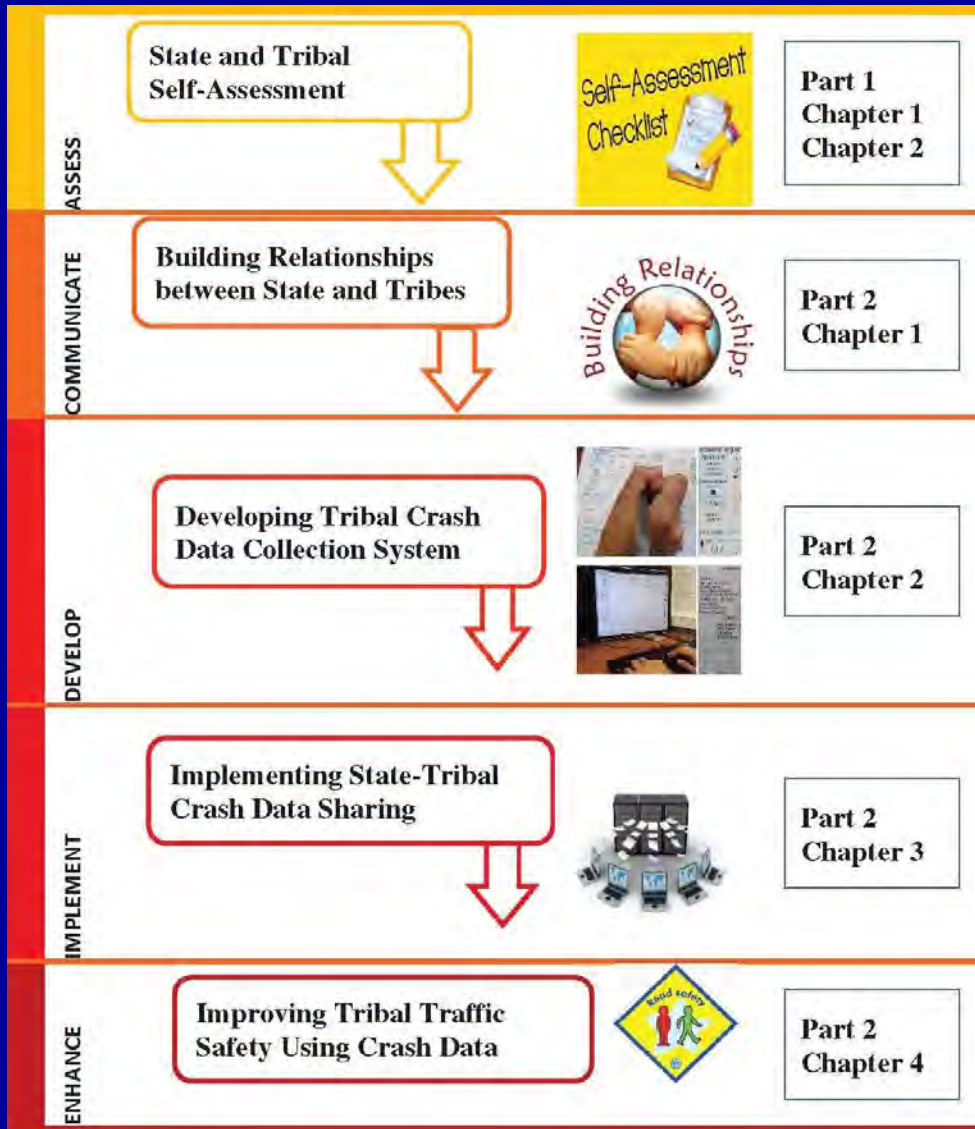 State and Tribal
Self-Assessment
Self-Assessment
Checklist
Part 1
Chapter 1
Chapter 2
ASSESS
Building Relationships
between State and Tribes
Building Relationships
Part 2
Chapter 1
COMMUNICATE
Developing Tribal Crash
Data Collection System
Part 2
Chapter 2
DEVELOP
Implementing State-Tribal
Crash Data Sharing
Part 2
Chapter 3
IMPLEMENT
Improving Tribal Traffic
Safety Using Crash Data
Road safety
Part 2
Chapter 4
ENHANCE